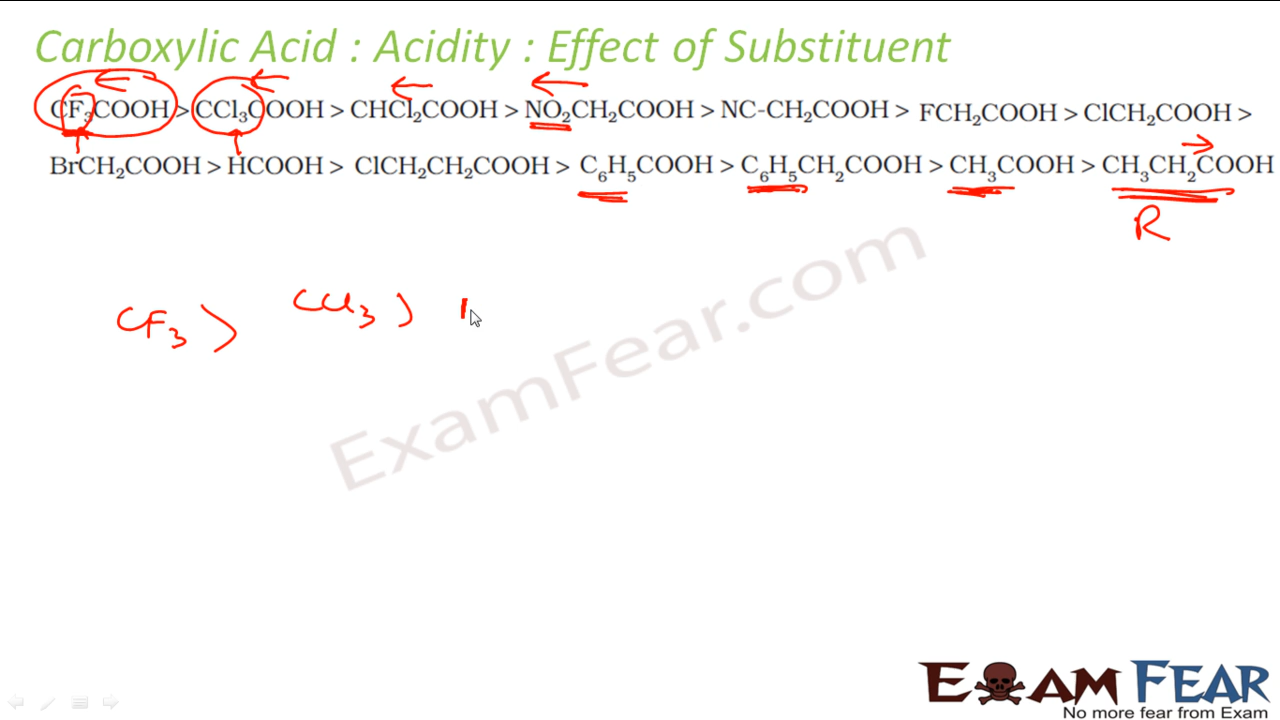 Carboxylic Acid : Acidity : Effect of Substituent
CF₃COOH > CCl₃COOH > CHCl₂COOH > NO₂CH₂COOH > NC-CH₂COOH > FCH₂COOH > ClCH₂COOH >
BrCH₂COOH > HCOOH > ClCH₂CH₂COOH > C₆H₅COOH > C₆H₅CH₂COOH > CH₃COOH > CH₃CH₂COOH
R
CF₃ > CCl₃ >
ExamFear.com
EXAM FEAR
No more fear from Exam